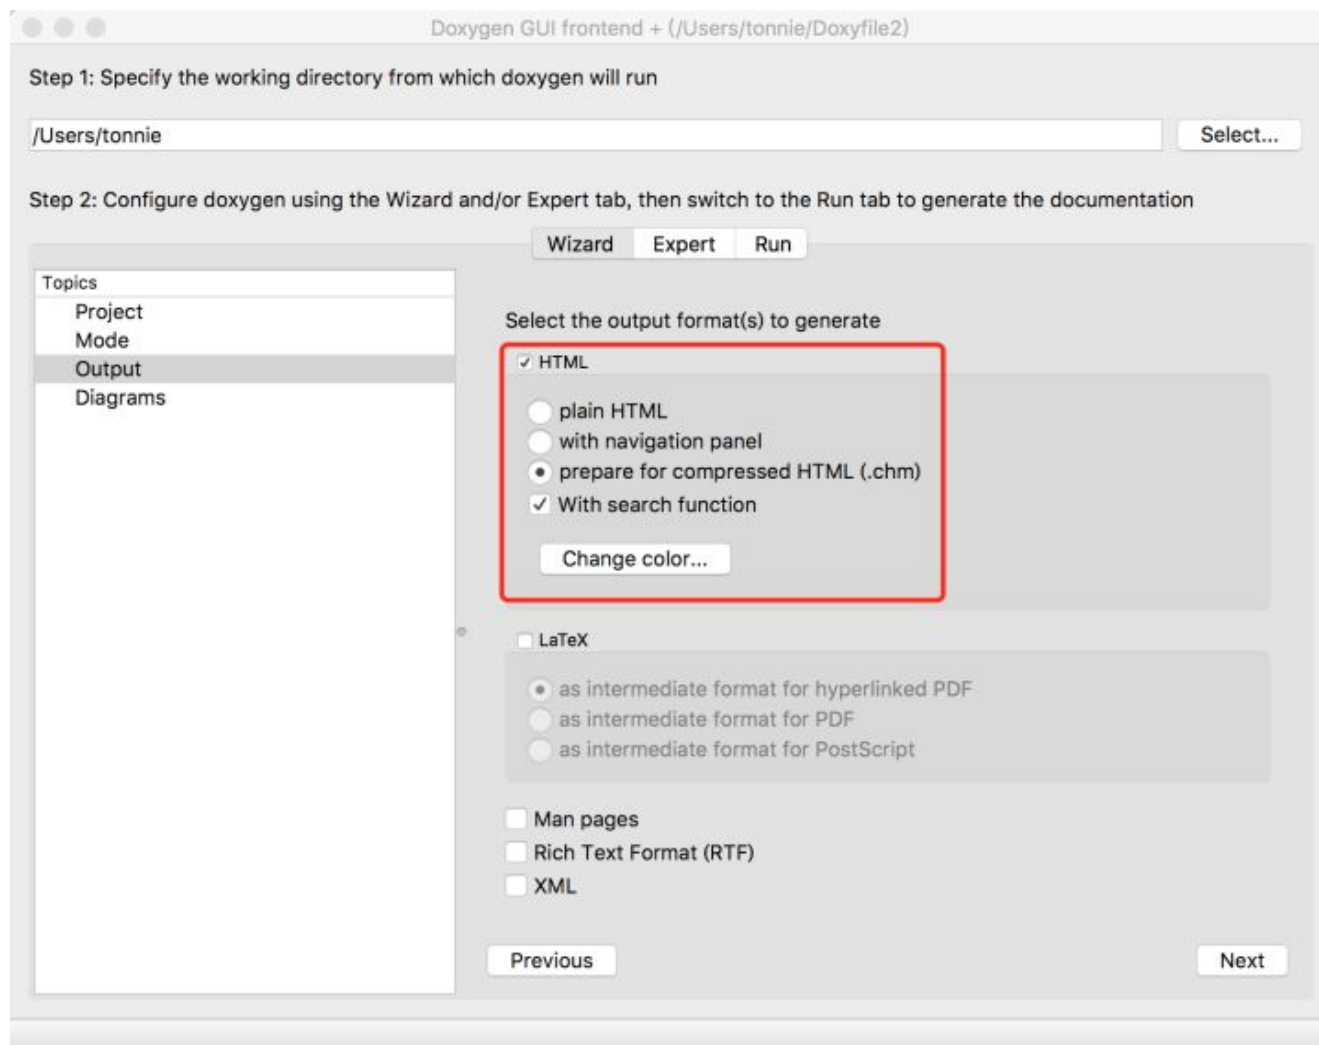 Doxygen GUI frontend + (/Users/tonnie/Doxyfile2)
Step 1: Specify the working directory from which doxygen will run
/Users/tonnie
Select...
Step 2: Configure doxygen using the Wizard and/or Expert tab, then switch to the Run tab to generate the documentation
Wizard Expert Run
Topics
Project
Mode
Output
Diagrams
Select the output format(s) to generate
HTML
plain HTML
with navigation panel
prepare for compressed HTML (.chm)
With search function
Change color...
LaTeX
as intermediate format for hyperlinked PDF
as intermediate format for PDF
as intermediate format for PostScript
Man pages
Rich Text Format (RTF)
XML
Previous
Next